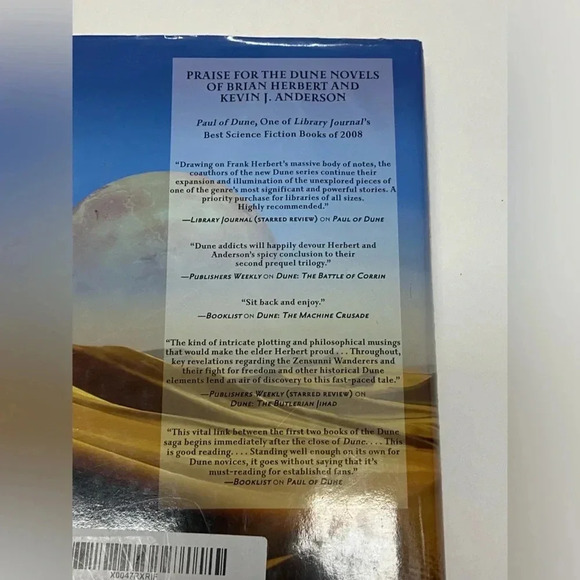 PRAISE FOR THE DUNE NOVELS
OF BRIAN HERBERT AND
KEVIN J. ANDERSON
Paul of Dune, One of Library Journal's
Best Science Fiction Books of 2008
“Drawing on Frank Herbert's massive body of notes, the
coauthors of the new Dune series continue their
expansion and illumination of the unexplored pieces of
one of the genre's most significant and powerful stories. A
priority purchase for libraries of all sizes.
Highly recommended.”
—LIBRARY JOURNAL (STARRED REVIEW) ON PAUL OF DUNE
“Dune addicts will happily devour Herbert and
Anderson's spicy conclusion to their
second prequel trilogy.”
—PUBLISHERS WEEKLY ON DUNE: THE BATTLE OF CORRIN
“Sit back and enjoy.”
—BOOKLIST ON DUNE: THE MACHINE CRUSADE
“The kind of intricate plotting and philosophical musings
that would make the elder Herbert proud . . . Throughout,
key revelations regarding the Zensunni Wanderers and
their fight for freedom and other historical Dune
elements lend an air of discovery to this fast-paced tale.”
—PUBLISHERS WEEKLY (STARRED REVIEW) ON
DUNE: THE BUTLERIAN JIHAD
“This vital link between the first two books of the Dune
saga begins immediately after the close of Dune. . . . This
is good reading. . . . Standing well enough on its own for
Dune novices, it goes without saying that it's
must-reading for established fans.”
—BOOKLIST ON PAUL OF DUNE